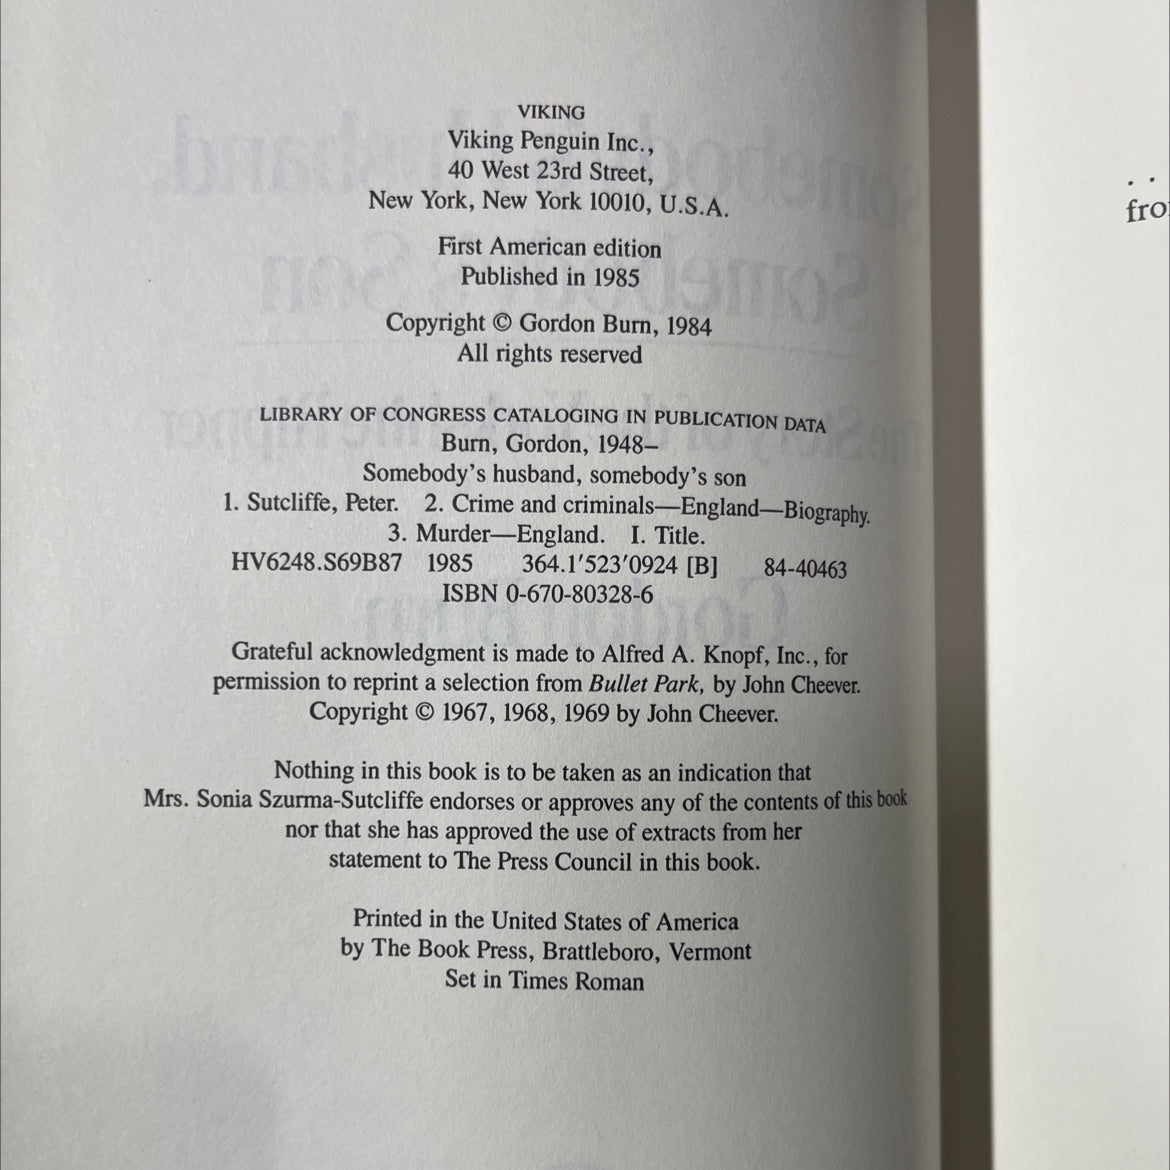 VIKING
Viking Penguin Inc.,
40 West 23rd Street,
New York, New York 10010, U.S.A.
First American edition
Published in 1985
Copyright © Gordon Burn, 1984
All rights reserved
LIBRARY OF CONGRESS CATALOGING IN PUBLICATION DATA
Burn, Gordon, 1948–
Somebody's husband, somebody's son
1. Sutcliffe, Peter. 2. Crime and criminals—England—Biography.
3. Murder—England. I. Title.
HV6248.S69B87 1985 364.1′523′0924 [B] 84-40463
ISBN 0-670-80328-6
Grateful acknowledgment is made to Alfred A. Knopf, Inc., for
permission to reprint a selection from Bullet Park, by John Cheever.
Copyright © 1967, 1968, 1969 by John Cheever.
Nothing in this book is to be taken as an indication that
Mrs. Sonia Szurma-Sutcliffe endorses or approves any of the contents of this book
nor that she has approved the use of extracts from her
statement to The Press Council in this book.
Printed in the United States of America
by The Book Press, Brattleboro, Vermont
Set in Times Roman